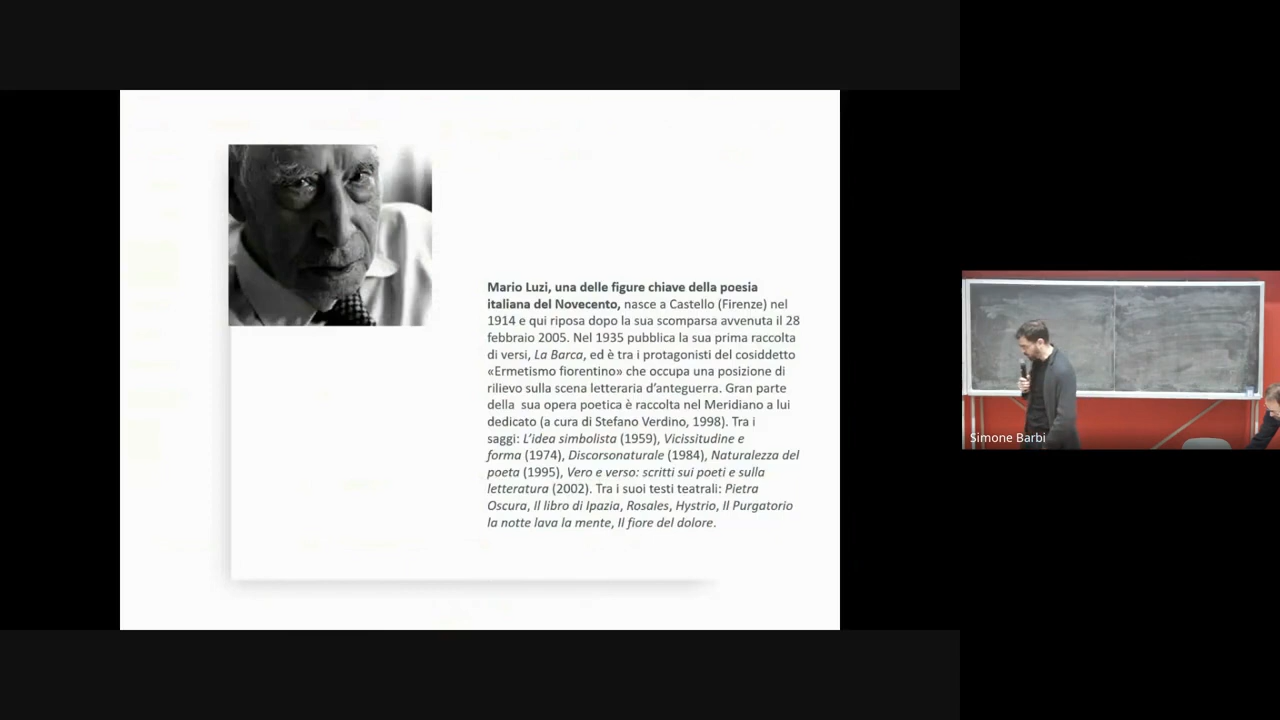 Mario Luzi, una delle figure chiave della poesia
italiana del Novecento, nasce a Castello (Firenze) nel
1914 e qui riposa dopo la sua scomparsa avvenuta il 28
febbraio 2005. Nel 1935 pubblica la sua prima raccolta
di versi, La Barca, ed è tra i protagonisti del cosiddetto
«Ermetismo fiorentino» che occupa una posizione di
rilievo sulla scena letteraria d'anteguerra. Gran parte
della sua opera poetica è raccolta nel Meridiano a lui
dedicato (a cura di Stefano Verdino, 1998). Tra i
saggi: L'idea simbolista (1959), Vicissitudine e
forma (1974), Discorsonaturale (1984), Naturalezza del
poeta (1995), Vero e verso: scritti sui poeti e sulla
letteratura (2002). Tra i suoi testi teatrali: Pietra
Oscura, Il libro di Ipazia, Rosales, Hystrio, Il Purgatorio
la notte lava la mente, Il fiore del dolore.
Simone Barbi